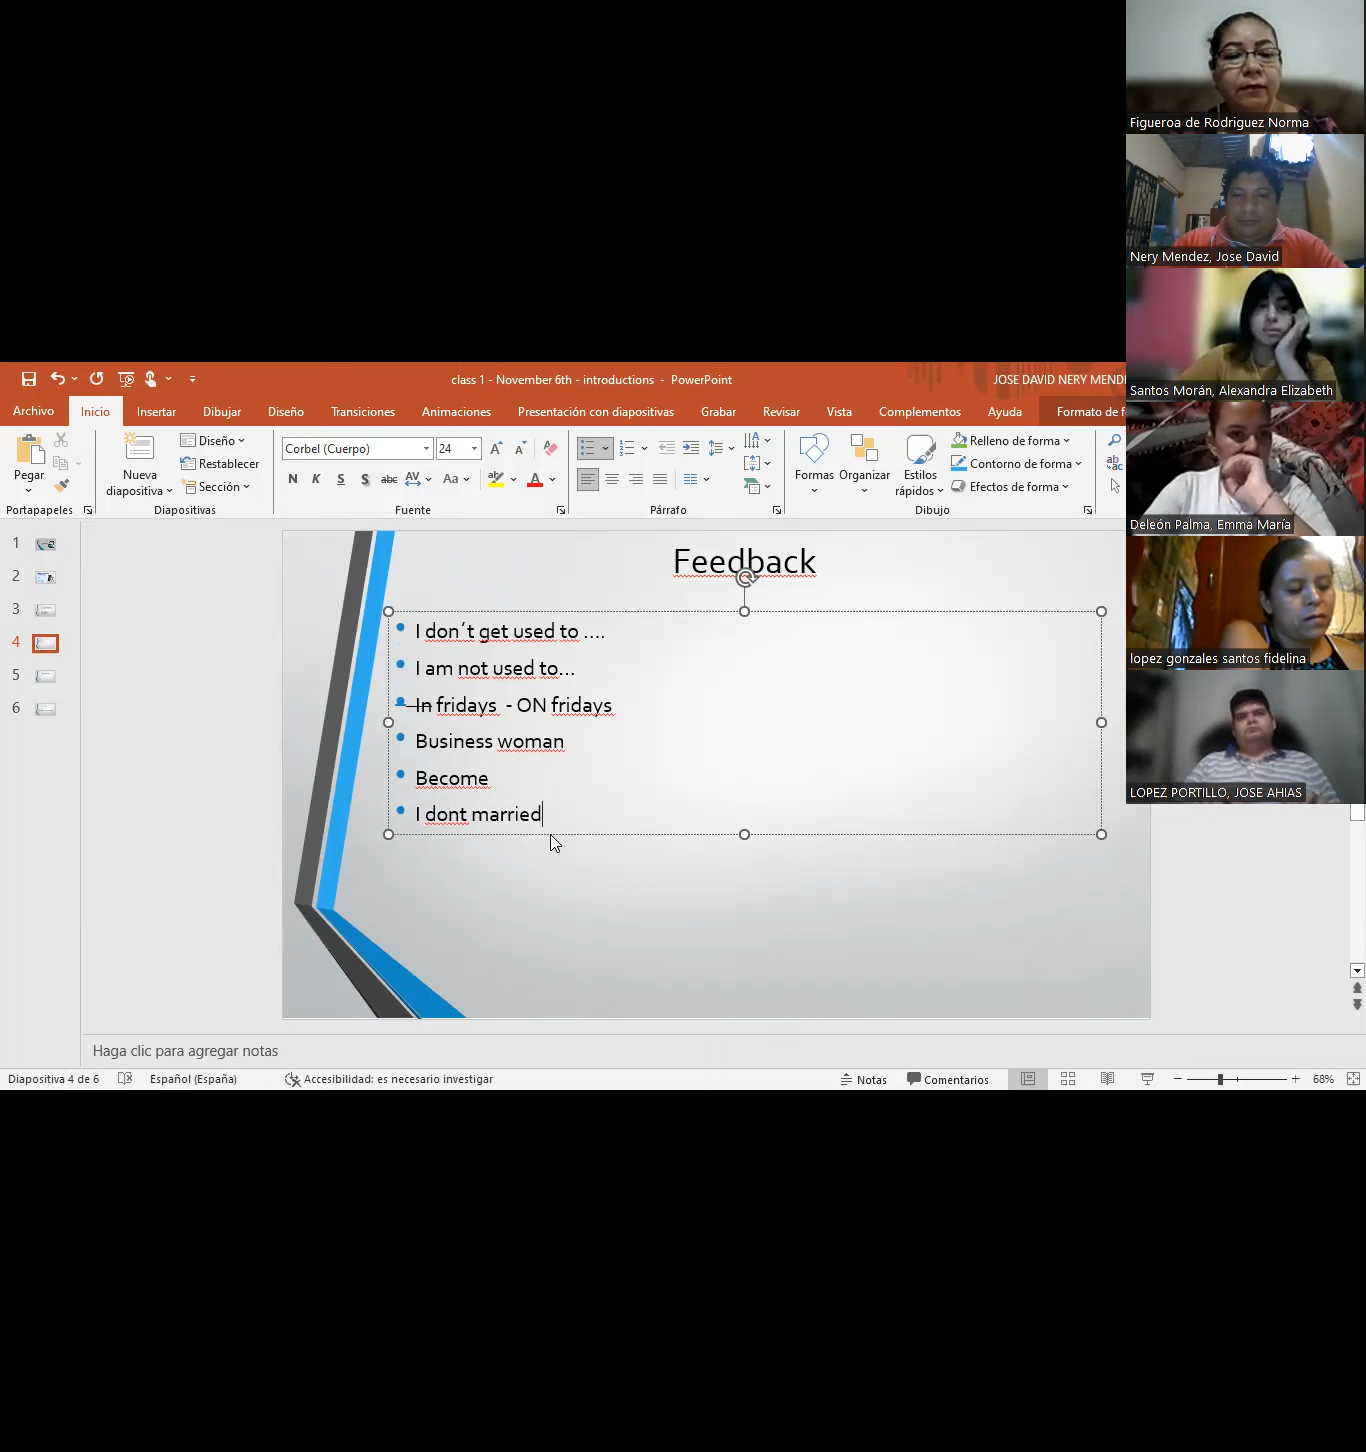 Figueroa de Rodriguez Norma
Nery Mendez, Jose David
Santos Morán, Alexandra Elizabeth
Deleón Palma, Emma María
lopez gonzales santos fidelina
LOPEZ PORTILLO, JOSE AHIAS
class 1 - November 6th - introductions - PowerPoint
JOSE DAVID NERY MENDE
Archivo Inicio Insertar Dibujar Diseño Transiciones Animaciones Presentación con diapositivas Grabar Revisar Vista Complementos Ayuda Formato de f
Pegar
Portapapeles
Nueva diapositiva
Diseño
Restablecer
Sección
Diapositivas
Corbel (Cuerpo) 24
N K S S abc AV Aa A
Fuente
Párrafo
Formas
Organizar
Estilos rápidos
Relleno de forma
Contorno de forma
Efectos de forma
Dibujo
1
2
3
4
5
6
Feedback
I don´t get used to ....
I am not used to...
In fridays - ON fridays
Business woman
Become
I dont married
Haga clic para agregar notas
Diapositiva 4 de 6 Español (España) Accesibilidad: es necesario investigar Notas Comentarios 68%